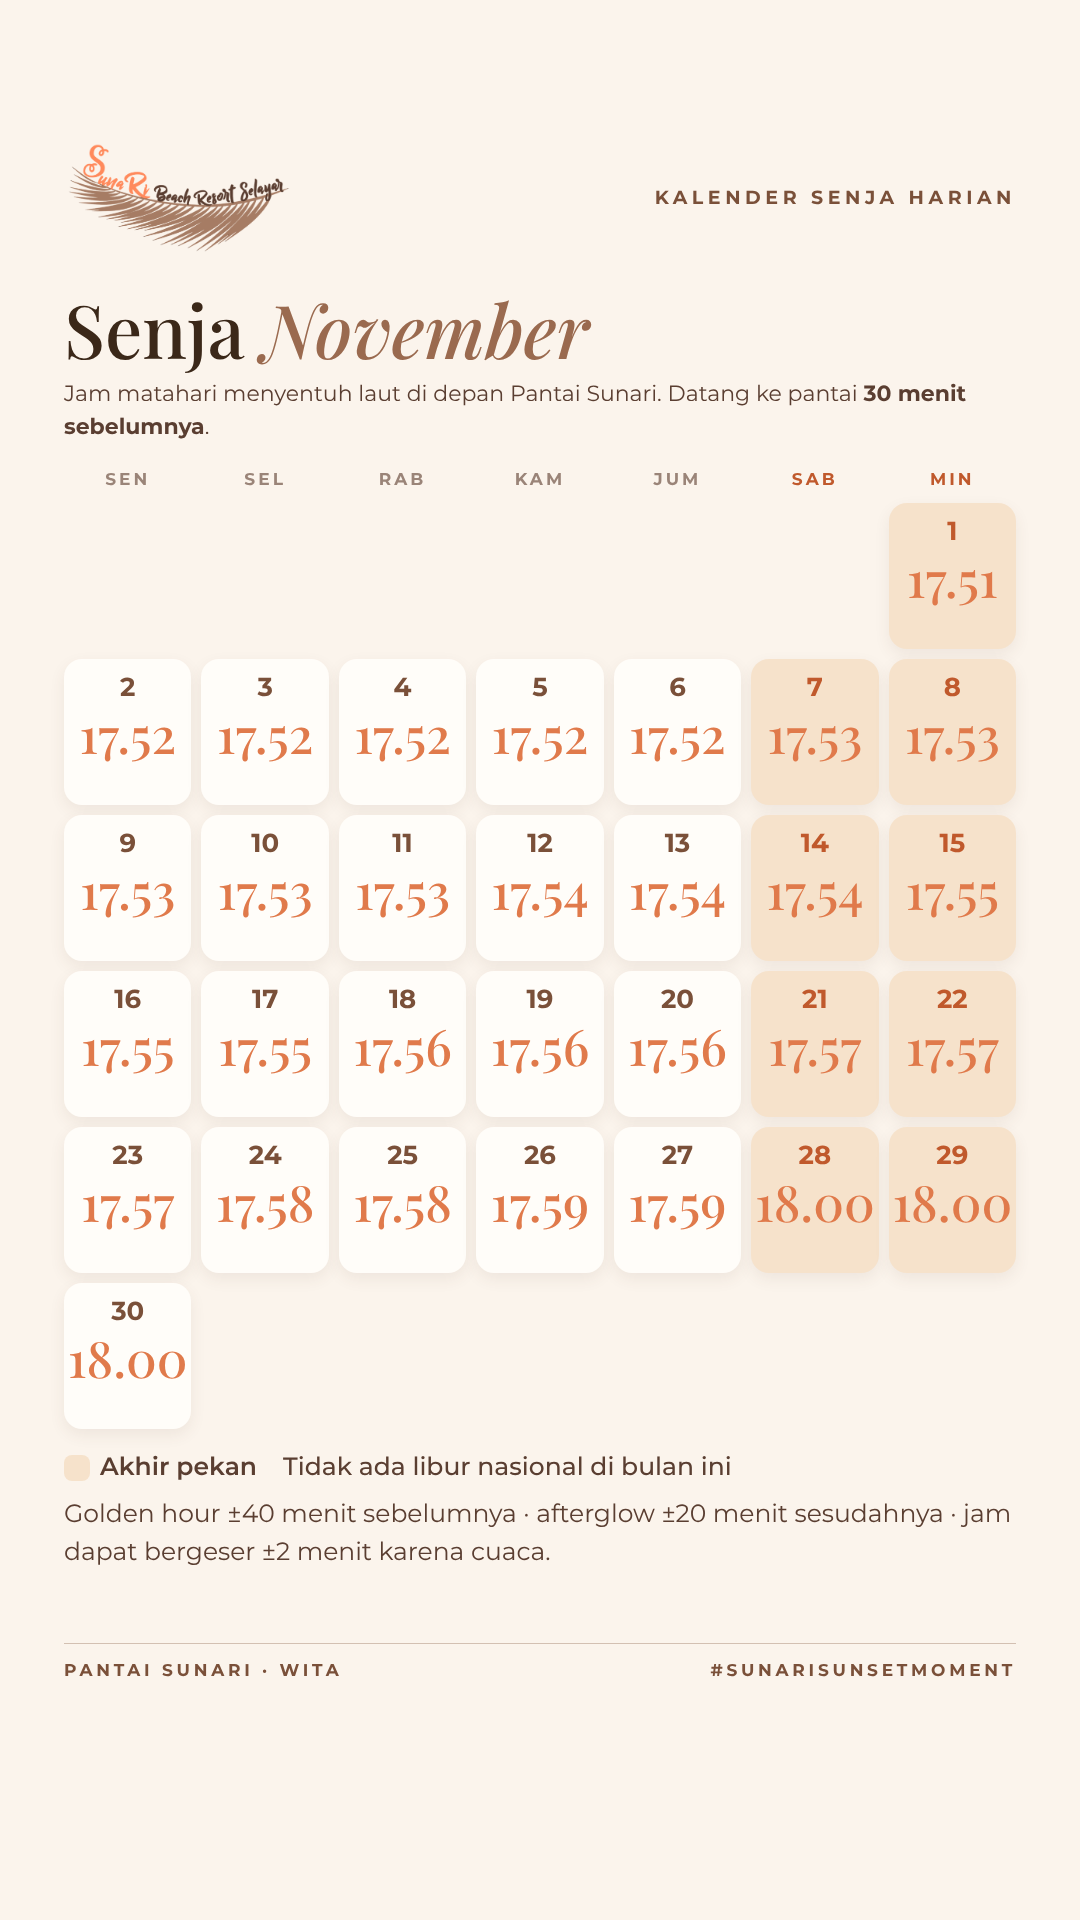 SunaRi Beach Resort Selayar
KALENDER SENJA HARIAN
Senja November
Jam matahari menyentuh laut di depan Pantai Sunari. Datang ke pantai 30 menit
sebelumnya.
SEN SEL RAB KAM JUM SAB MIN
1
17.51
2 3 4 5 6 7 8
17.52 17.52 17.52 17.52 17.52 17.53 17.53
9 10 11 12 13 14 15
17.53 17.53 17.53 17.54 17.54 17.54 17.55
16 17 18 19 20 21 22
17.55 17.55 17.56 17.56 17.56 17.57 17.57
23 24 25 26 27 28 29
17.57 17.58 17.58 17.59 17.59 18.00 18.00
30
18.00
Akhir pekan Tidak ada libur nasional di bulan ini
Golden hour ±40 menit sebelumnya · afterglow ±20 menit sesudahnya · jam
dapat bergeser ±2 menit karena cuaca.
PANTAI SUNARI · WITA #SUNARISUNSETMOMENT